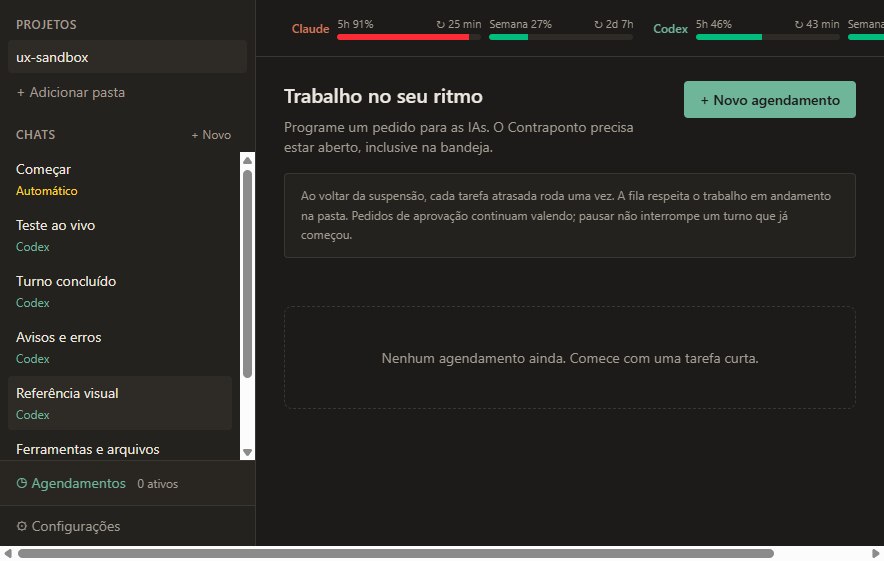 PROJETOS
ux-sandbox
+ Adicionar pasta
CHATS + Novo
Começar
Automático
Teste ao vivo
Codex
Turno concluído
Codex
Avisos e erros
Codex
Referência visual
Codex
Ferramentas e arquivos
◷ Agendamentos 0 ativos
⚙ Configurações
Claude 5h 91% ↻ 25 min Semana 27% ↻ 2d 7h Codex 5h 46% ↻ 43 min Semana
Trabalho no seu ritmo
+ Novo agendamento
Programe um pedido para as IAs. O Contraponto precisa
estar aberto, inclusive na bandeja.
Ao voltar da suspensão, cada tarefa atrasada roda uma vez. A fila respeita o trabalho em andamento
na pasta. Pedidos de aprovação continuam valendo; pausar não interrompe um turno que já
começou.
Nenhum agendamento ainda. Comece com uma tarefa curta.